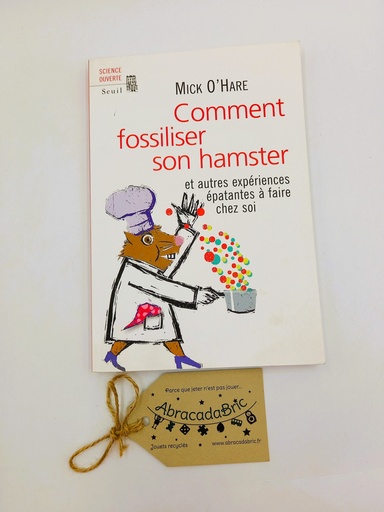 SCIENCE
OUVERTE
Seuil
MICK O'HARE
Comment
fossiliser
son hamster
et autres expériences
épatantes à faire
chez soi
Parce que jeter n'est pas jouer...
AbracadaBric
Jouets recyclés
www.abracadabric.fr